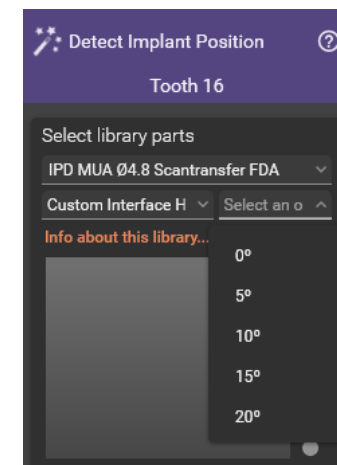 Detect Implant Position
Tooth 16
Select library parts
IPD MUA Ø4.8 Scantransfer FDA
Custom Interface H
Select an o
Info about this library...
0º
5º
10º
15º
20º